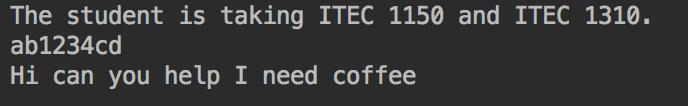 The student is taking ITEC 1150 and ITEC 1310.
ab1234cd
Hi can you help I need coffee